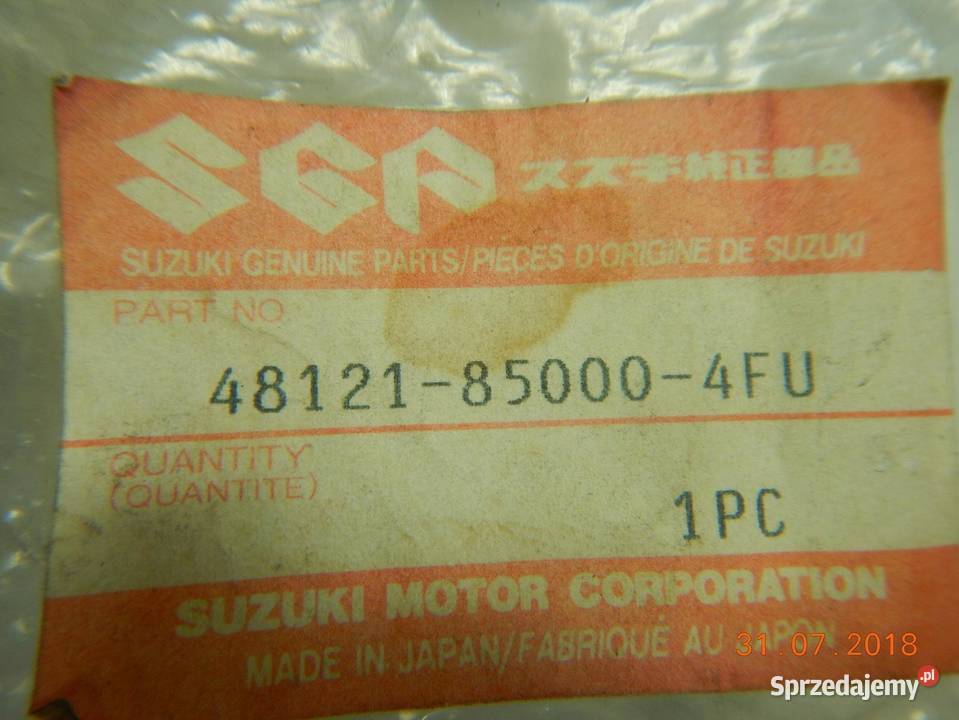 SGP スズキ純正部品
SUZUKI GENUINE PARTS/PIÈCES D'ORIGINE DE SUZUKI
PART NO
48121-85000-4FU
QUANTITY
(QUANTITE)
1PC
SUZUKI MOTOR CORPORATION
MADE IN JAPAN/FABRIQUÉ AU JAPON
31.07.2018
Sprzedajemy.pl